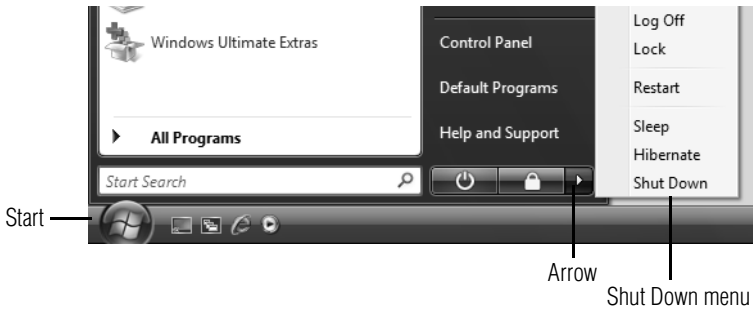 Windows Ultimate Extras
All Programs
Start Search
Control Panel
Default Programs
Help and Support
Log Off
Lock
Restart
Sleep
Hibernate
Shut Down
Start
Arrow
Shut Down menu